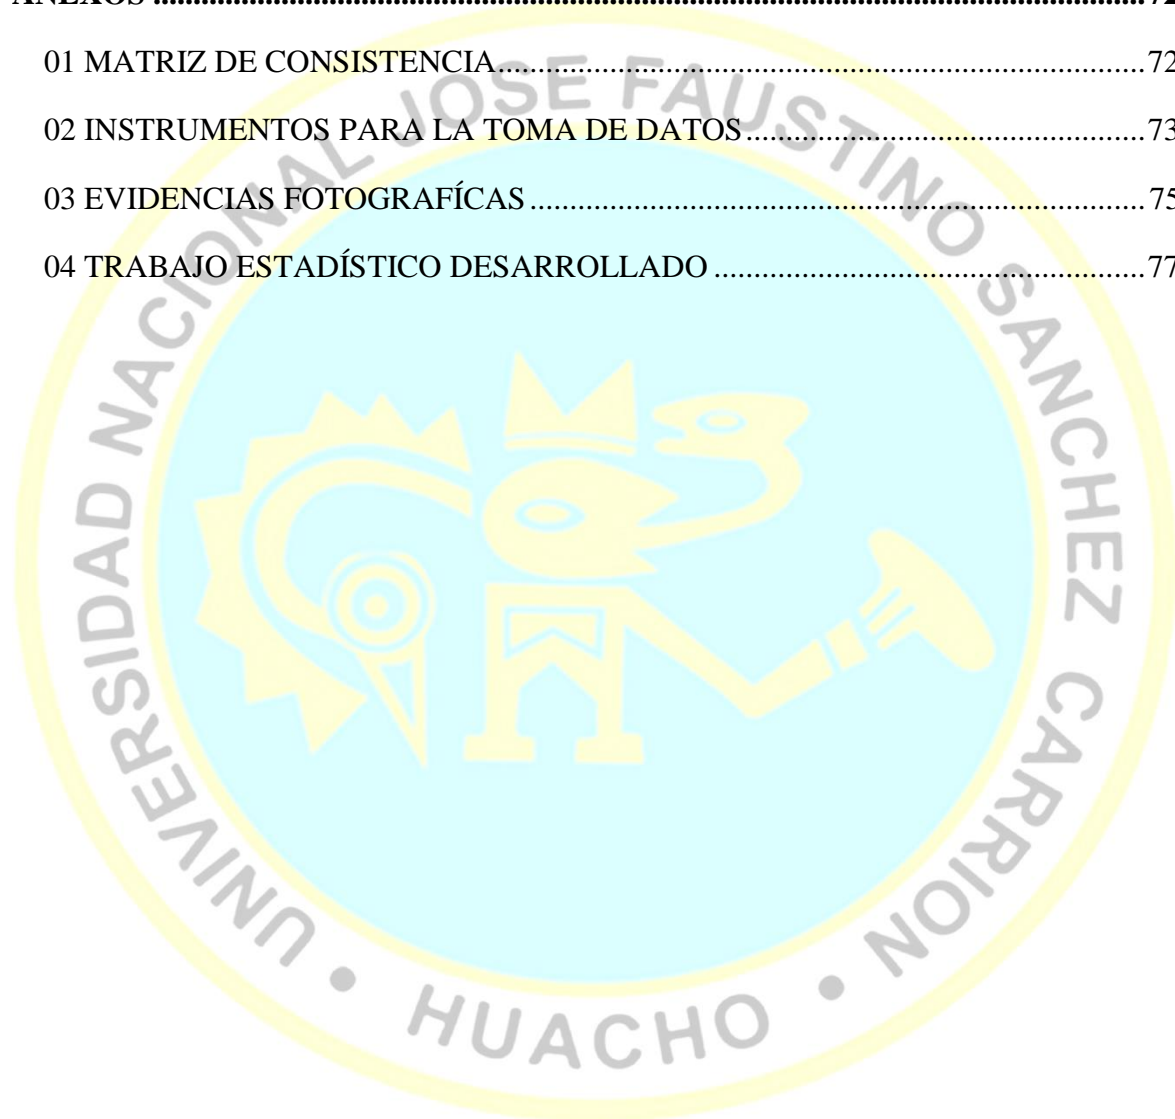 ANEXOS ........................................................................................................................ 72
01 MATRIZ DE CONSISTENCIA ................................................................................. 72
02 INSTRUMENTOS PARA LA TOMA DE DATOS ................................................... 73
03 EVIDENCIAS FOTOGRAFÍCAS ............................................................................. 75
04 TRABAJO ESTADÍSTICO DESARROLLADO ...................................................... 77
UNIVERSIDAD NACIONAL JOSE FAUSTINO SANCHEZ CARRION • HUACHO •